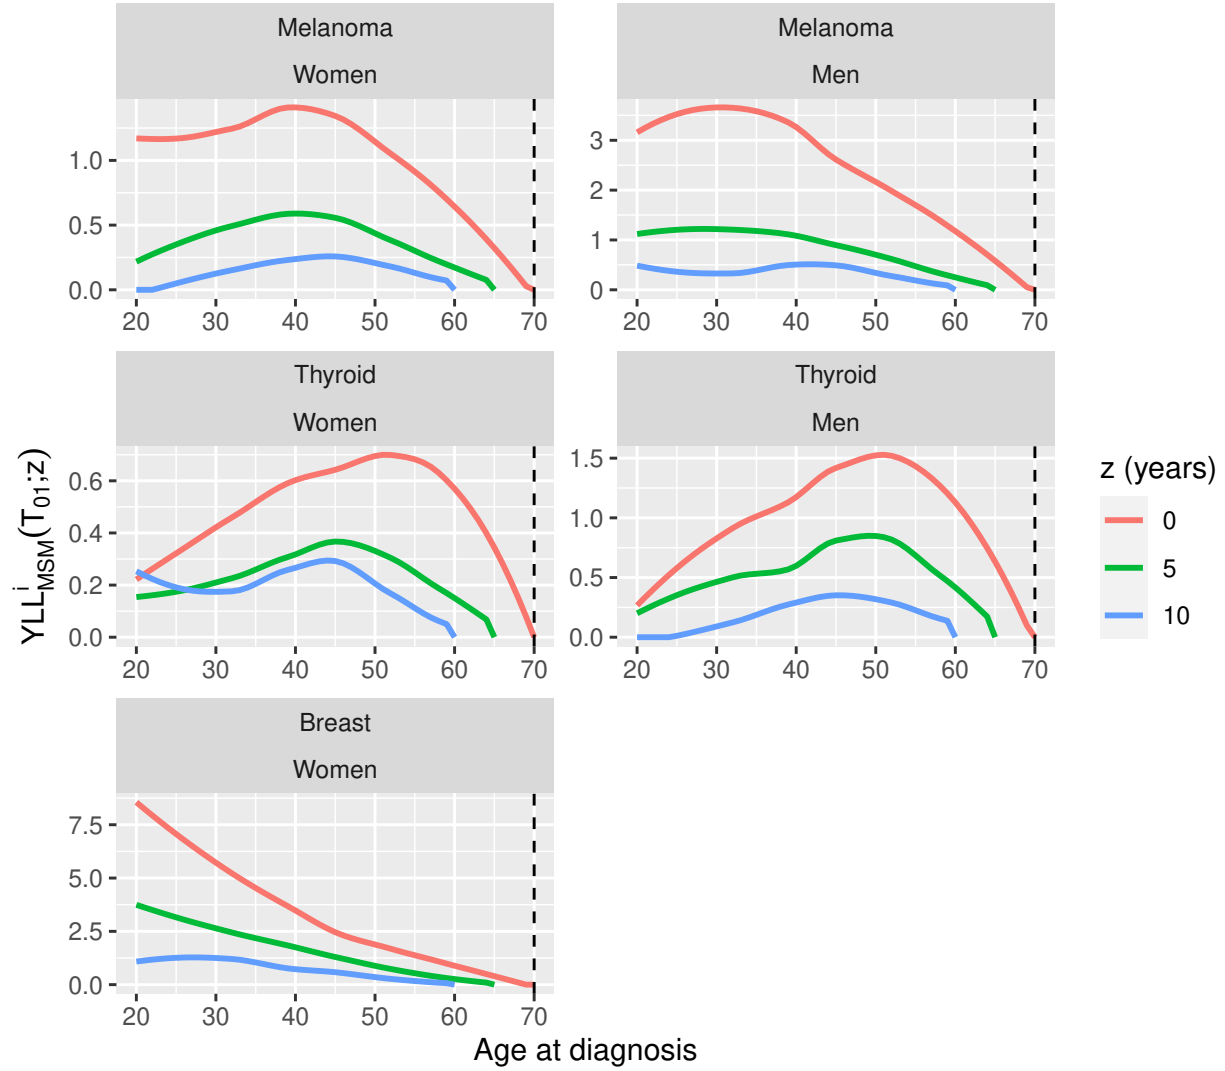 Melanoma
Women
1.0
0.5
0.0
20 30 40 50 60 70
Melanoma
Men
3
2
1
0
20 30 40 50 60 70
Thyroid
Women
0.6
0.4
0.2
0.0
20 30 40 50 60 70
Thyroid
Men
1.5
1.0
0.5
0.0
20 30 40 50 60 70
Breast
Women
7.5
5.0
2.5
0.0
20 30 40 50 60 70
YLL^i_MSM(T_01;z)
Age at diagnosis
z (years)
0
5
10